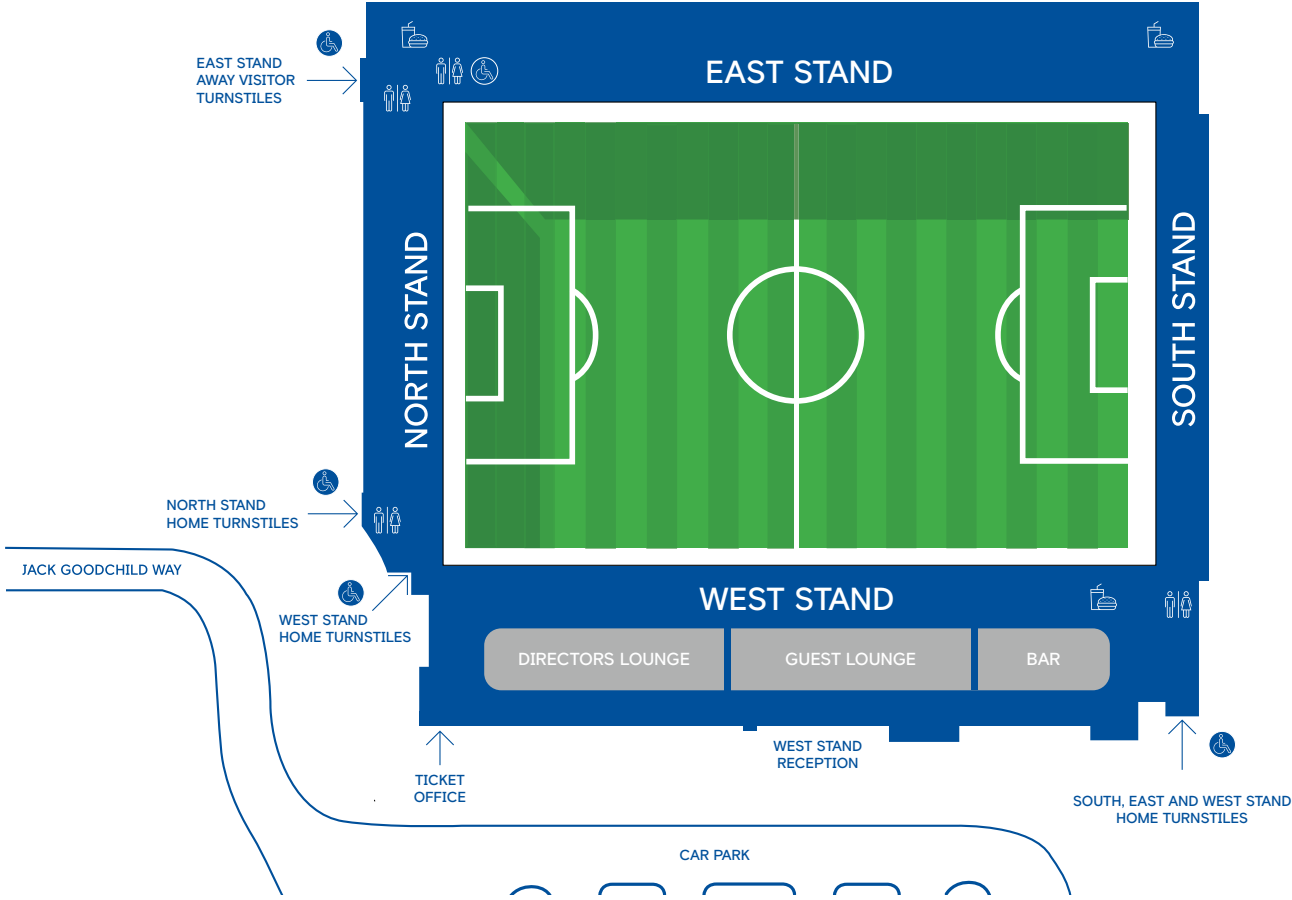 EAST STAND
AWAY VISITOR
TURNSTILES
EAST STAND
NORTH STAND
SOUTH STAND
NORTH STAND
HOME TURNSTILES
JACK GOODCHILD WAY
WEST STAND
HOME TURNSTILES
WEST STAND
DIRECTORS LOUNGE
GUEST LOUNGE
BAR
WEST STAND
RECEPTION
TICKET
OFFICE
SOUTH, EAST AND WEST STAND
HOME TURNSTILES
CAR PARK